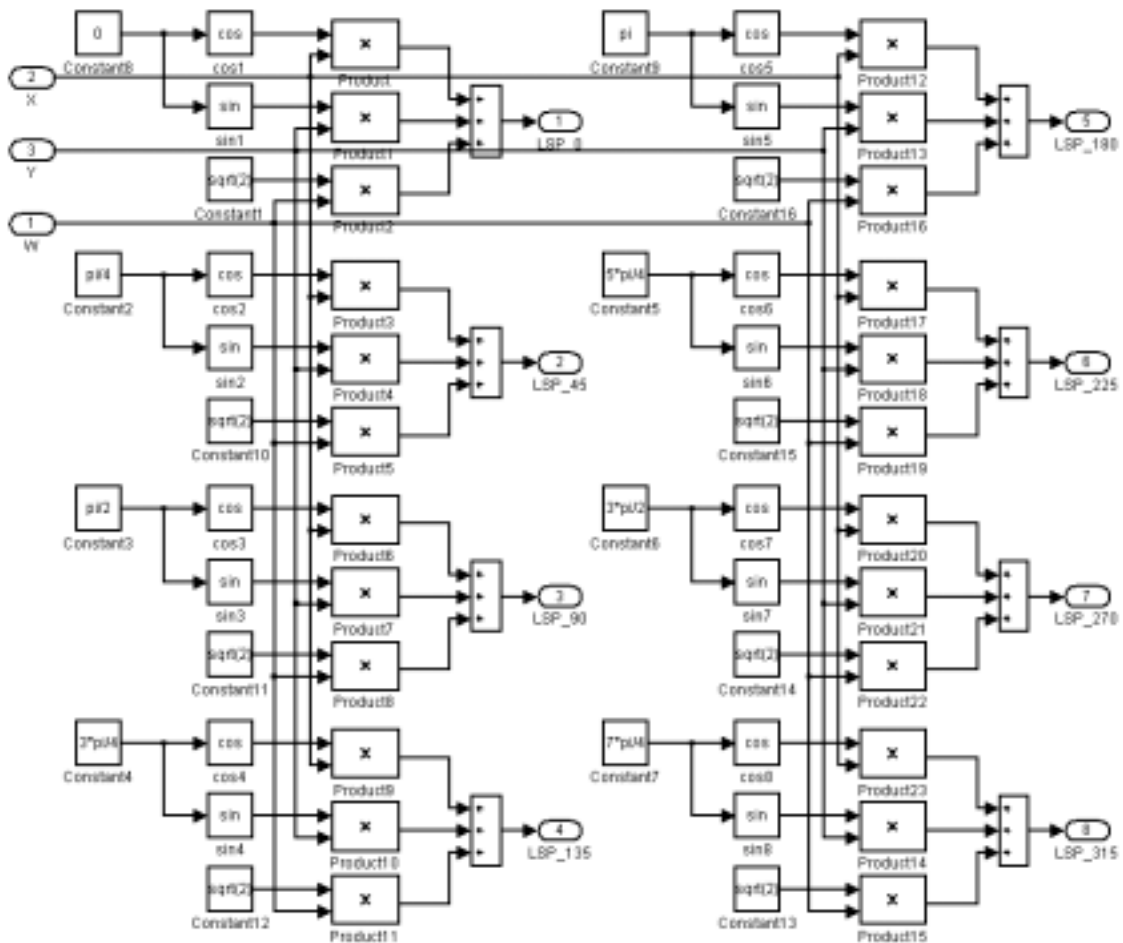 0
cos
Constant8
cos1
Product
2
X
sin
sin1
Product1
1
LSP_0
3
Y
sqrt(2)
Constant1
Product2
1
W
pi
cos
Constant9
cos5
Product12
sin
sin5
Product13
5
LSP_180
sqrt(2)
Constant16
Product16
pi/4
cos
Constant2
cos2
Product3
sin
sin2
Product4
2
LSP_45
sqrt(2)
Constant10
Product5
5*pi/4
cos
Constant5
cos6
Product17
sin
sin6
Product18
6
LSP_225
sqrt(2)
Constant15
Product19
pi/2
cos
Constant3
cos3
Product6
sin
sin3
Product7
3
LSP_90
sqrt(2)
Constant11
Product8
3*pi/2
cos
Constant6
cos7
Product20
sin
sin7
Product21
7
LSP_270
sqrt(2)
Constant14
Product22
3*pi/4
cos
Constant4
cos4
Product9
sin
sin4
Product10
4
LSP_135
sqrt(2)
Constant12
Product11
7*pi/4
cos
Constant7
cos8
Product23
sin
sin8
Product14
8
LSP_315
sqrt(2)
Constant13
Product15